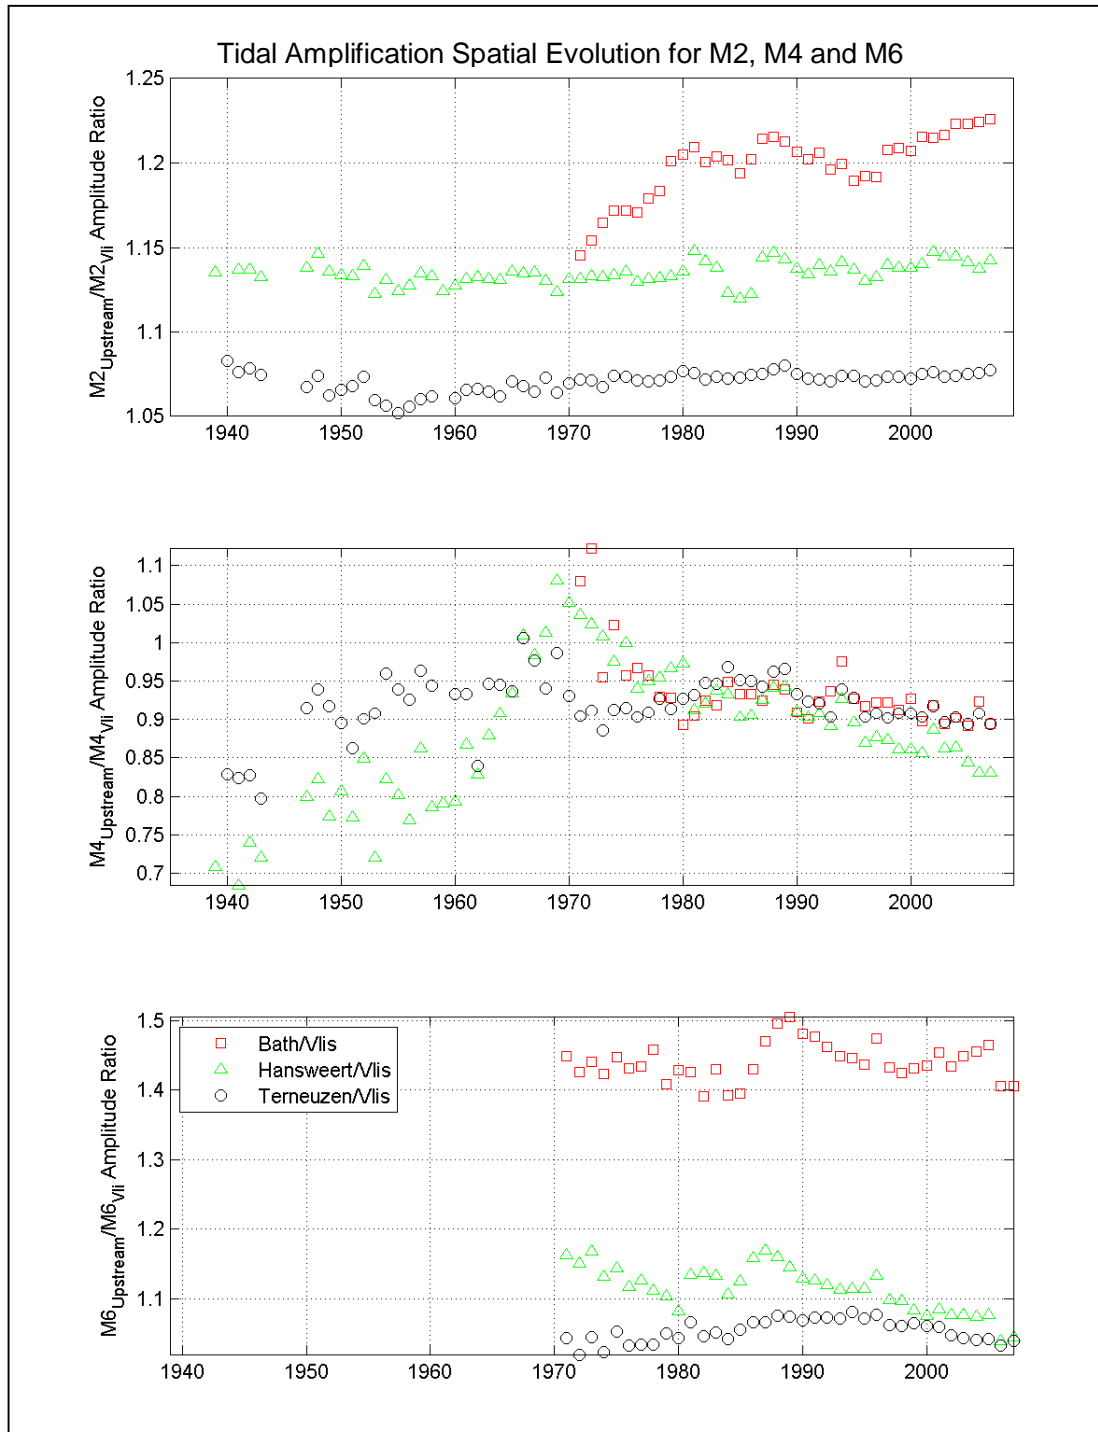 Tidal Amplification Spatial Evolution for M2, M4 and M6
M2Upstream/M2Vli Amplitude Ratio
1.25
1.2
1.15
1.1
1.05
1940 1950 1960 1970 1980 1990 2000
M4Upstream/M4Vli Amplitude Ratio
1.1
1.05
1
0.95
0.9
0.85
0.8
0.75
0.7
1940 1950 1960 1970 1980 1990 2000
M6Upstream/M6Vli Amplitude Ratio
1.5
1.4
1.3
1.2
1.1
Bath/Vlis
Hansweert/Vlis
Terneuzen/Vlis
1940 1950 1960 1970 1980 1990 2000